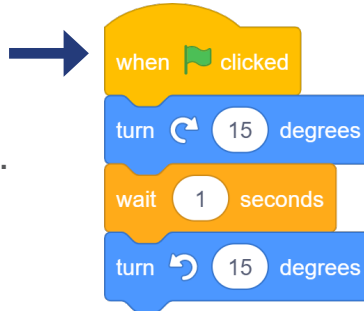 when clicked
turn 15 degrees
.
wait 1 seconds
turn 15 degrees